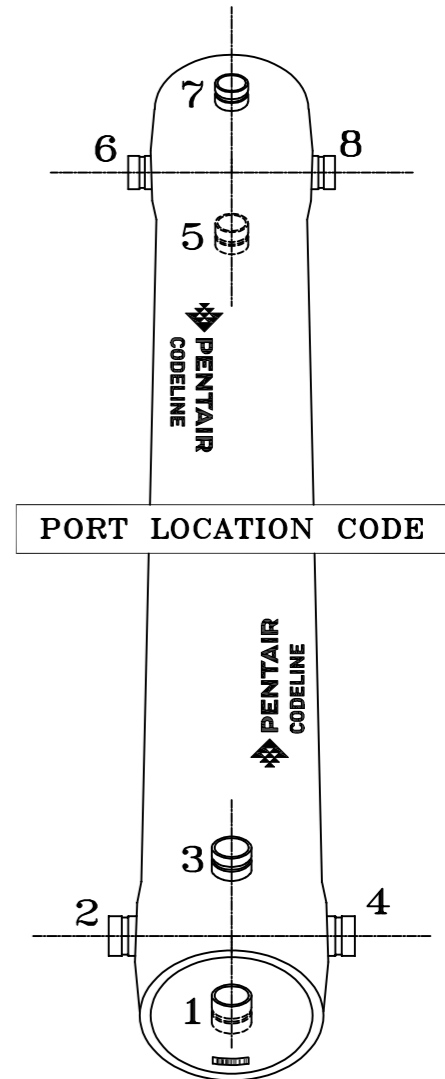 7
6
8
5
PENTAIR
CODELINE
PORT LOCATION CODE
PENTAIR
CODELINE
3
2
4
1